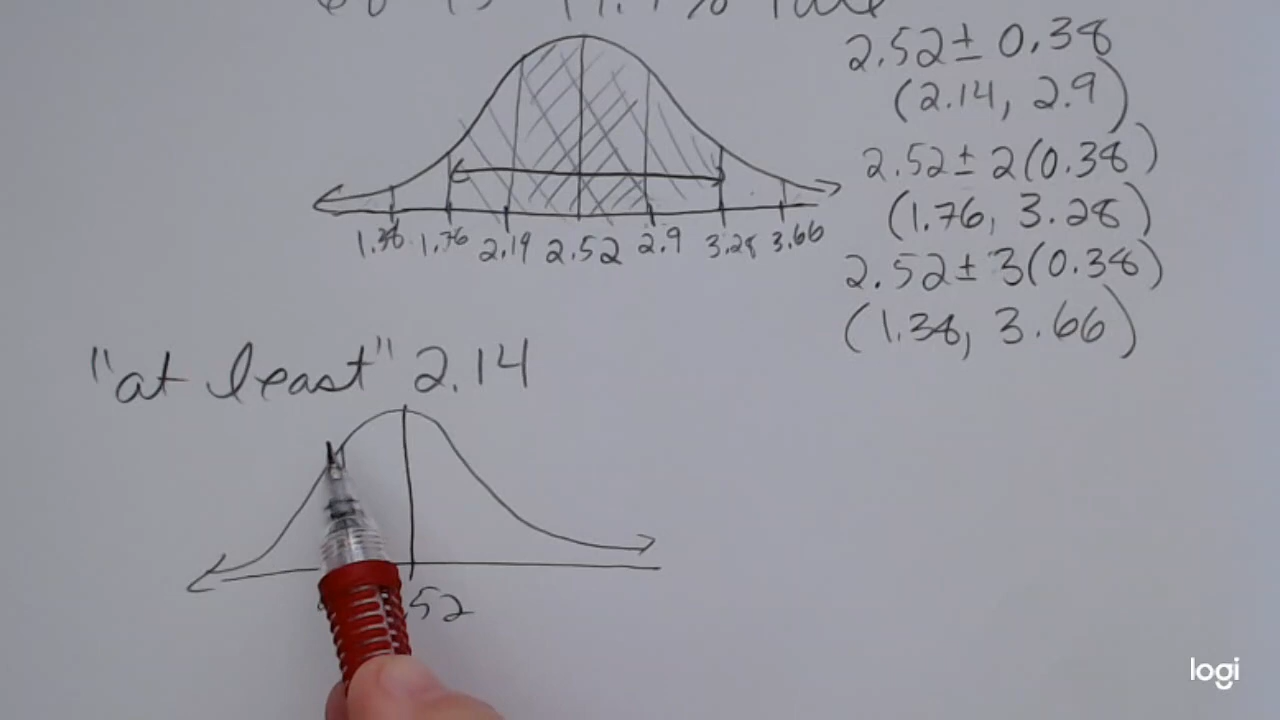 2.52 ± 0.38
(2.14, 2.9)
2.52 ± 2(0.38)
(1.76, 3.28)
2.52 ± 3(0.38)
(1.38, 3.66)
1.38 1.76 2.19 2.52 2.9 3.28 3.66
"at least" 2.14
.52
logi